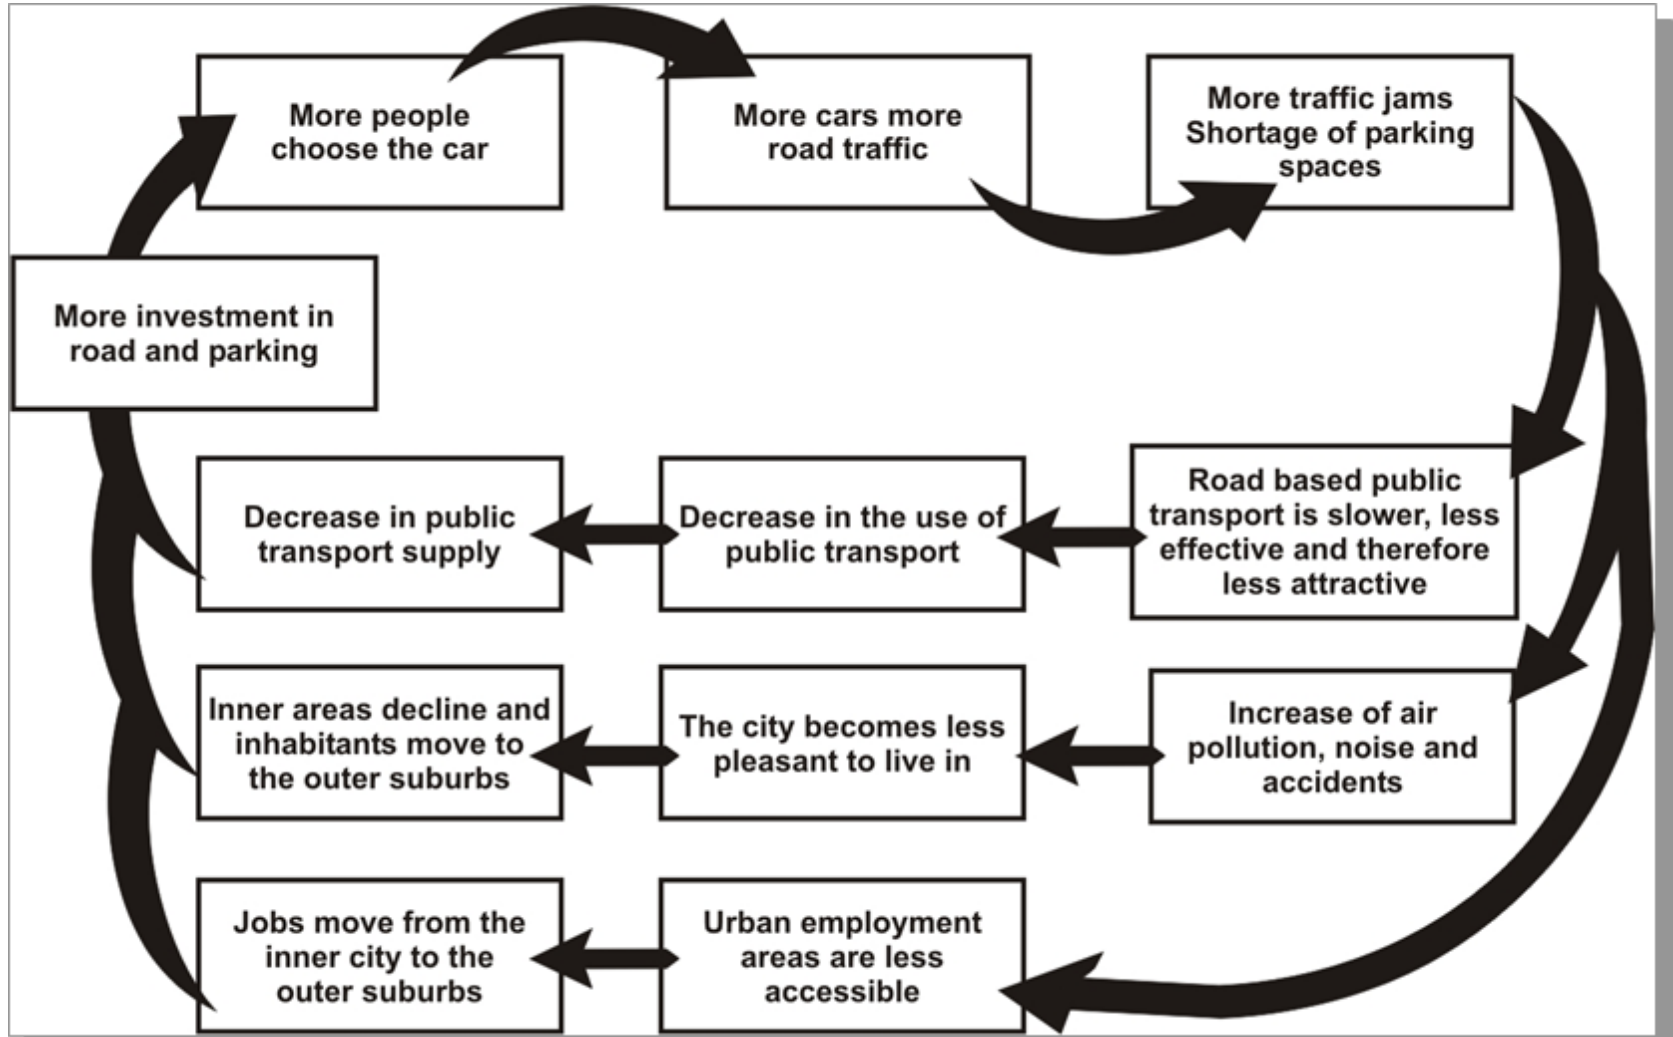 More people
choose the car
More cars more
road traffic
More traffic jams
Shortage of parking
spaces
More investment in
road and parking
Decrease in public
transport supply
Decrease in the use of
public transport
Road based public
transport is slower, less
effective and therefore
less attractive
Inner areas decline and
inhabitants move to
the outer suburbs
The city becomes less
pleasant to live in
Increase of air
pollution, noise and
accidents
Jobs move from the
inner city to the
outer suburbs
Urban employment
areas are less
accessible